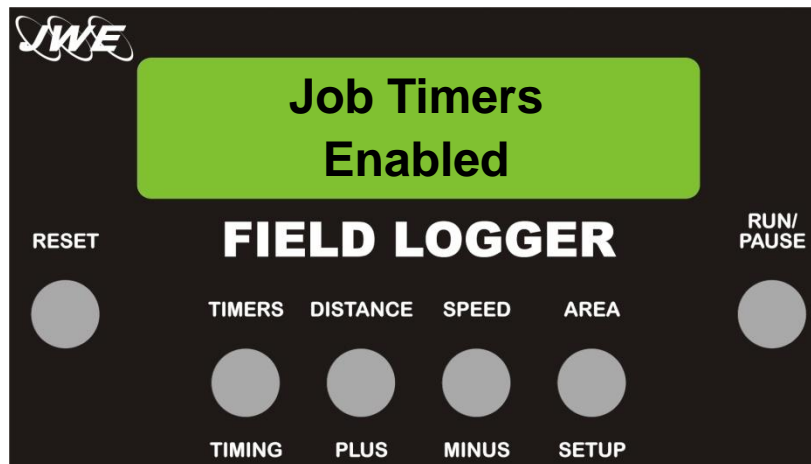 JWE
Job Timers
Enabled
FIELD LOGGER
RESET
RUN/
PAUSE
TIMERS DISTANCE SPEED AREA
TIMING PLUS MINUS SETUP